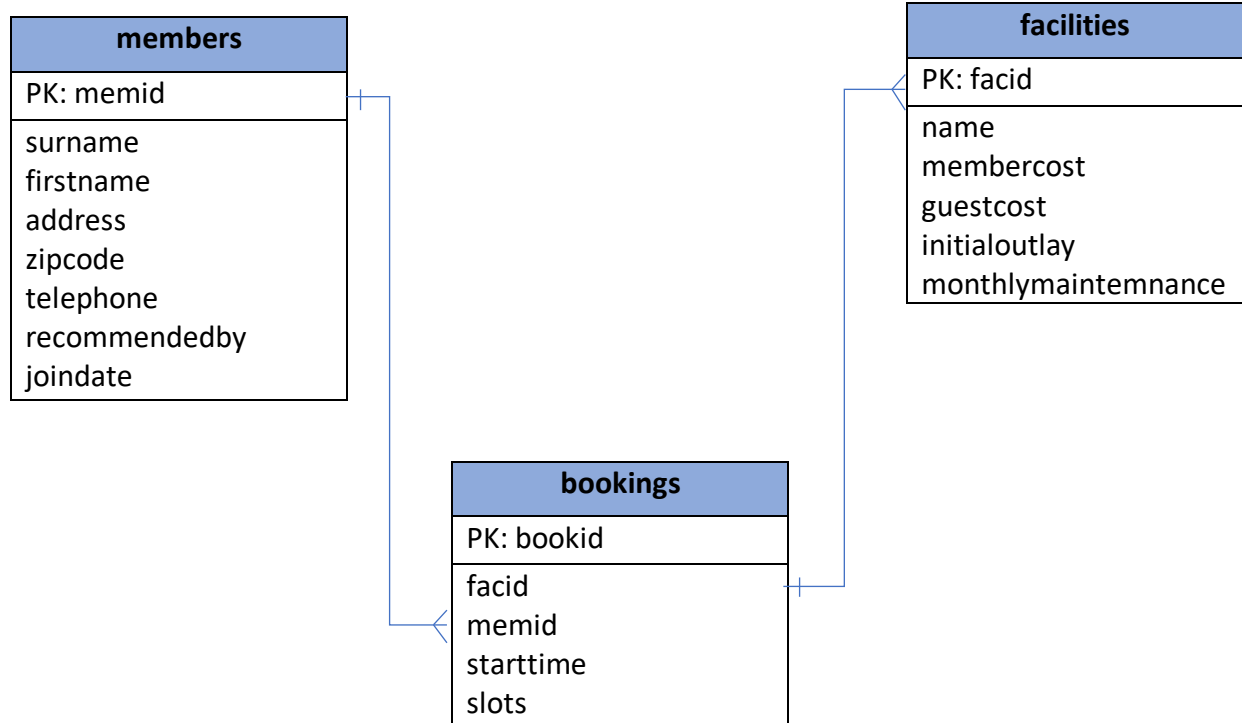 members
PK: memid
surname
firstname
address
zipcode
telephone
recommendedby
joindate
facilities
PK: facid
name
membercost
guestcost
initialoutlay
monthlymaintemnance
bookings
PK: bookid
facid
memid
starttime
slots